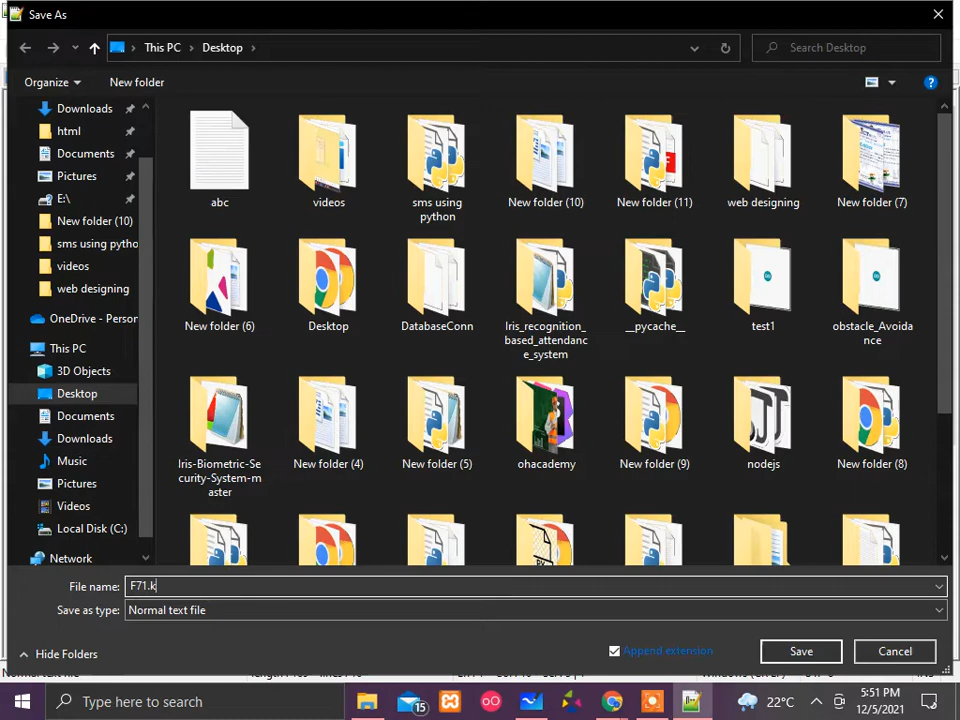 Save As
This PC
Desktop
Search Desktop
Organize
New folder
Downloads
html
Documents
Pictures
E:\
New folder (10)
sms using pytho
videos
web designing
OneDrive - Person
This PC
3D Objects
Desktop
Documents
Downloads
Music
Pictures
Videos
Local Disk (C:)
Network
abc
videos
sms using
python
New folder (10)
New folder (11)
web designing
New folder (7)
New folder (6)
Desktop
DatabaseConn
Iris_recognition_
based_attendanc
e_system
__pycache__
test1
obstacle_Avoida
nce
Iris-Biometric-Se
curity-System-m
aster
New folder (4)
New folder (5)
ohacademy
New folder (9)
nodejs
New folder (8)
File name:
F71.k
Save as type:
Normal text file
Hide Folders
Append extension
Save
Cancel
Type here to search
15
22°C
5:51 PM
12/5/2021